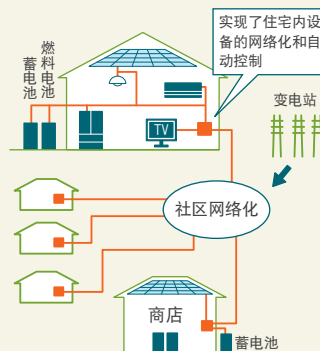 实现了住宅内设
备的网络化和自
动控制
燃料电池
蓄电池
变电站
TV
社区网络化
商店
蓄电池